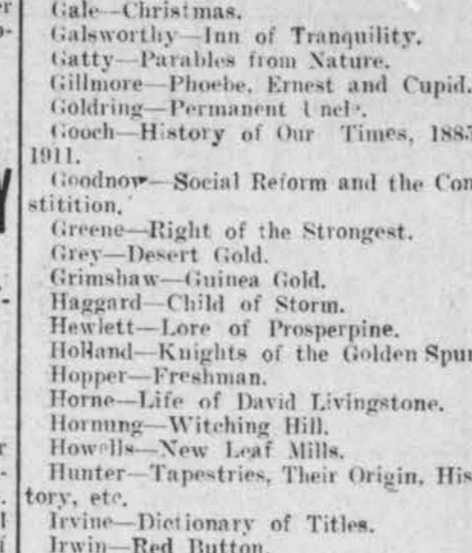 Gale—Christmas.
Galsworthy—Inn of Tranquility.
Gatty—Parables from Nature.
Gillmore—Phoebe, Ernest and Cupid.
Goldring—Permanent
Gooch—History of Our Times, 1885
1911.
Goodnow—Social Reform and the Con
stitition.
Greene—Right of the Strongest.
Grey—Desert Gold.
Grimshaw—Guinea Gold.
Haggard—Child of Storm.
Hewlett—Lore of Prosperpine.
Holland—Knights of the Golden Spur
Hopper—Freshman.
Horne—Life of David Livingstone.
Hornung—Witching Hill.
Howells—New Leaf Mills.
Hunter—Tapestries, Their Origin, His
tory, etc.
Irvine—Dictionary of Titles.
Irwin—Red Button.